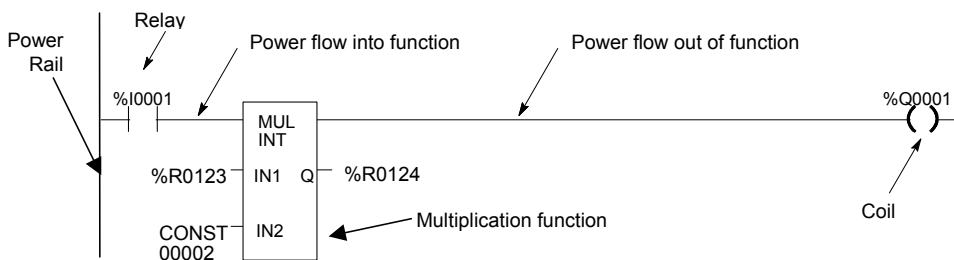 Relay
Power
Rail
Power flow into function
Power flow out of function
%I0001
%Q0001
MUL
INT
%R0123
IN1
Q
%R0124
CONST
00002
IN2
Multiplication function
Coil